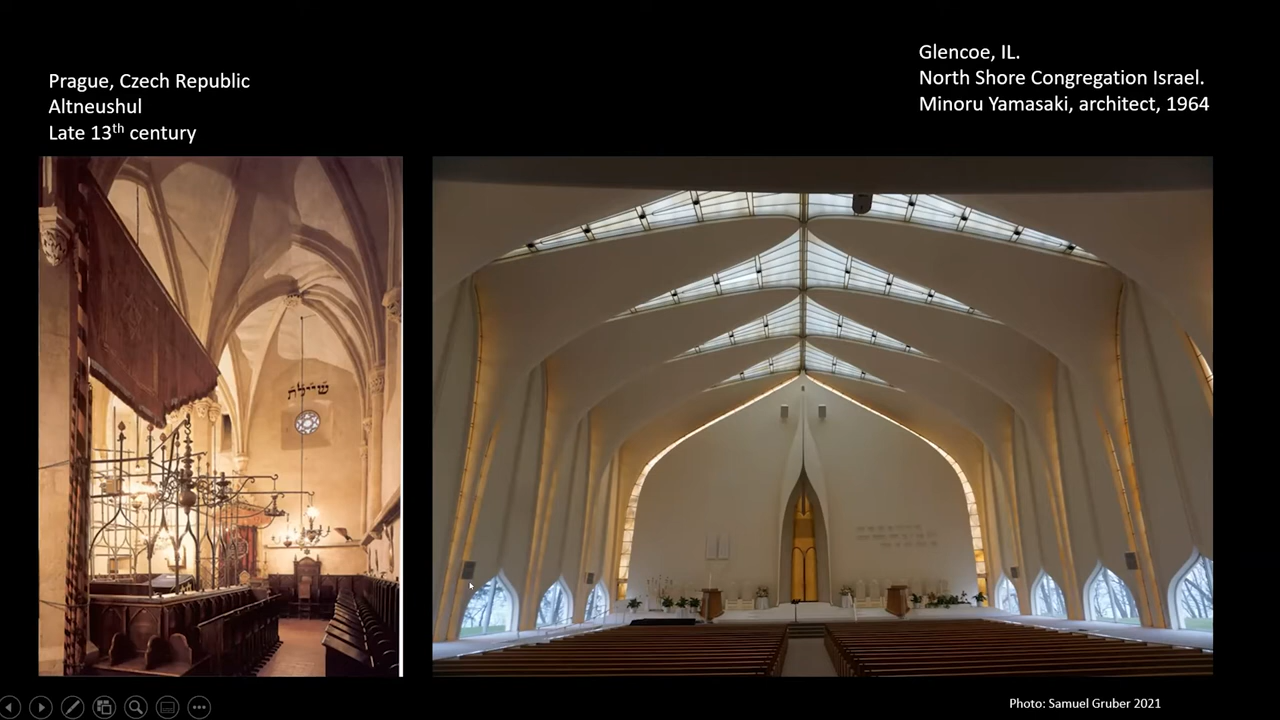 Prague, Czech Republic
Altneushul
Late 13th century
Glencoe, IL.
North Shore Congregation Israel.
Minoru Yamasaki, architect, 1964
שויתי
Photo: Samuel Gruber 2021